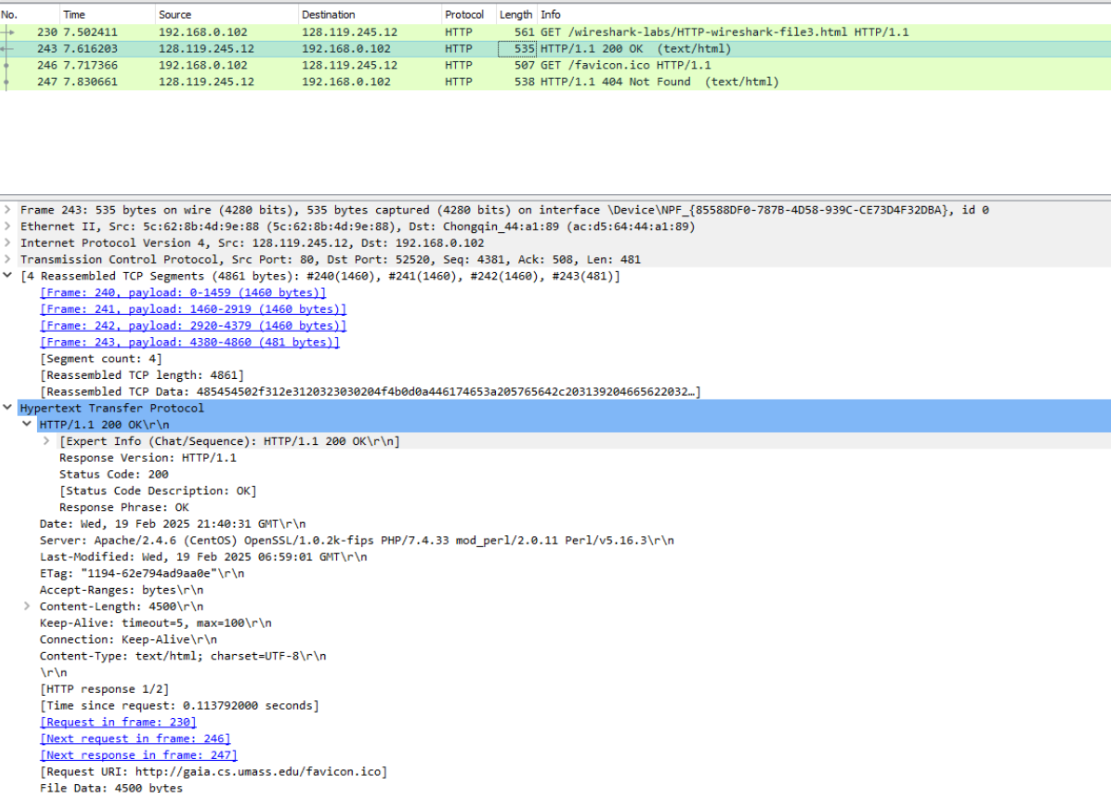 No. Time Source Destination Protocol Length Info
230 7.502411 192.168.0.102 128.119.245.12 HTTP 561 GET /wireshark-labs/HTTP-wireshark-file3.html HTTP/1.1
243 7.616203 128.119.245.12 192.168.0.102 HTTP 535 HTTP/1.1 200 OK (text/html)
246 7.717366 192.168.0.102 128.119.245.12 HTTP 507 GET /favicon.ico HTTP/1.1
247 7.830661 128.119.245.12 192.168.0.102 HTTP 538 HTTP/1.1 404 Not Found (text/html)
Frame 243: 535 bytes on wire (4280 bits), 535 bytes captured (4280 bits) on interface \Device\NPF_{85588DF0-787B-4D58-939C-CE73D4F32DBA}, id 0
Ethernet II, Src: 5c:62:8b:4d:9e:88 (5c:62:8b:4d:9e:88), Dst: Chongqin_44:a1:89 (ac:d5:64:44:a1:89)
Internet Protocol Version 4, Src: 128.119.245.12, Dst: 192.168.0.102
Transmission Control Protocol, Src Port: 80, Dst Port: 52520, Seq: 4381, Ack: 508, Len: 481
[4 Reassembled TCP Segments (4861 bytes): #240(1460), #241(1460), #242(1460), #243(481)]
[Frame: 240, payload: 0-1459 (1460 bytes)]
[Frame: 241, payload: 1460-2919 (1460 bytes)]
[Frame: 242, payload: 2920-4379 (1460 bytes)]
[Frame: 243, payload: 4380-4860 (481 bytes)]
[Segment count: 4]
[Reassembled TCP length: 4861]
[Reassembled TCP Data: 485454502f312e3120323030204f4b0d0a446174653a205765642c203139204665622032…]
Hypertext Transfer Protocol
HTTP/1.1 200 OK\r\n
[Expert Info (Chat/Sequence): HTTP/1.1 200 OK\r\n]
Response Version: HTTP/1.1
Status Code: 200
[Status Code Description: OK]
Response Phrase: OK
Date: Wed, 19 Feb 2025 21:40:31 GMT\r\n
Server: Apache/2.4.6 (CentOS) OpenSSL/1.0.2k-fips PHP/7.4.33 mod_perl/2.0.11 Perl/v5.16.3\r\n
Last-Modified: Wed, 19 Feb 2025 06:59:01 GMT\r\n
ETag: "1194-62e794ad9aa0e"\r\n
Accept-Ranges: bytes\r\n
Content-Length: 4500\r\n
Keep-Alive: timeout=5, max=100\r\n
Connection: Keep-Alive\r\n
Content-Type: text/html; charset=UTF-8\r\n
\r\n
[HTTP response 1/2]
[Time since request: 0.113792000 seconds]
[Request in frame: 230]
[Next request in frame: 246]
[Next response in frame: 247]
[Request URI: http://gaia.cs.umass.edu/favicon.ico]
File Data: 4500 bytes